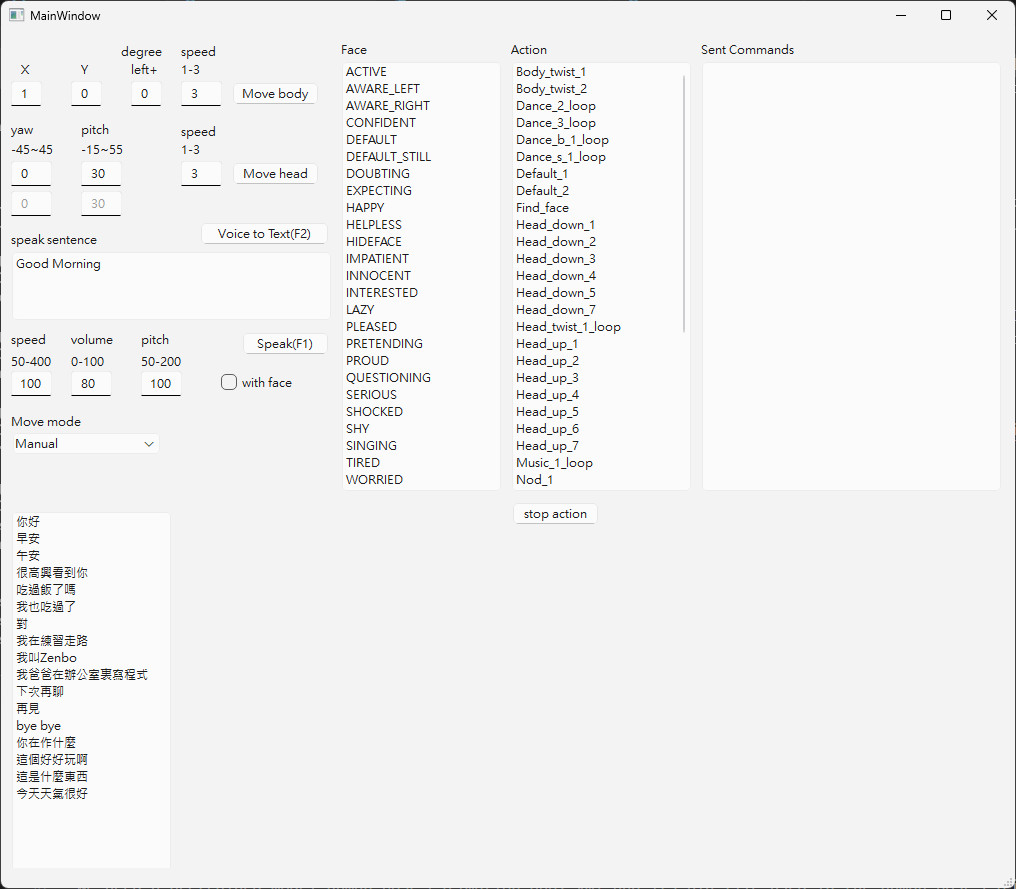 MainWindow
degree speed
X Y left+ 1-3
1 0 0 3 Move body
yaw pitch speed
-45~45 -15~55 1-3
0 30 3 Move head
0 30
Voice to Text(F2)
speak sentence
Good Morning
speed volume pitch Speak(F1)
50-400 0-100 50-200
100 80 100 with face
Move mode
Manual
Face
ACTIVE
AWARE_LEFT
AWARE_RIGHT
CONFIDENT
DEFAULT
DEFAULT_STILL
DOUBTING
EXPECTING
HAPPY
HELPLESS
HIDEFACE
IMPATIENT
INNOCENT
INTERESTED
LAZY
PLEASED
PRETENDING
PROUD
QUESTIONING
SERIOUS
SHOCKED
SHY
SINGING
TIRED
WORRIED
Action
Body_twist_1
Body_twist_2
Dance_2_loop
Dance_3_loop
Dance_b_1_loop
Dance_s_1_loop
Default_1
Default_2
Find_face
Head_down_1
Head_down_2
Head_down_3
Head_down_4
Head_down_5
Head_down_7
Head_twist_1_loop
Head_up_1
Head_up_2
Head_up_3
Head_up_4
Head_up_5
Head_up_6
Head_up_7
Music_1_loop
Nod_1
stop action
Sent Commands
你好
早安
午安
很高興看到你
吃過飯了嗎
我也吃過了
對
我在練習走路
我叫Zenbo
我爸爸在辦公室裏寫程式
下次再聊
再見
bye bye
你在作什麼
這個好好玩啊
這是什麼東西
今天天氣很好